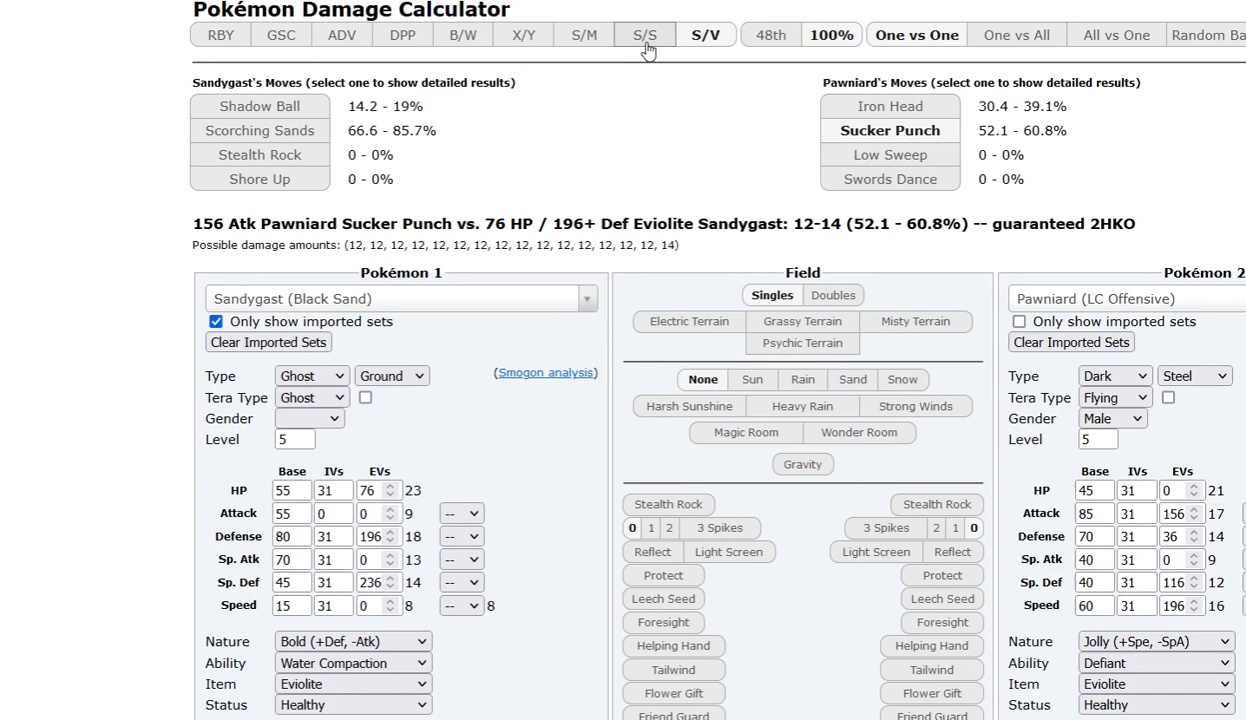 Pokémon Damage Calculator
RBY GSC ADV DPP B/W X/Y S/M S/S S/V 48th 100% One vs One One vs All All vs One Random Ba
Sandygast's Moves (select one to show detailed results) Pawniard's Moves (select one to show detailed results)
Shadow Ball 14.2 - 19% Iron Head 30.4 - 39.1%
Scorching Sands 66.6 - 85.7% Sucker Punch 52.1 - 60.8%
Stealth Rock 0 - 0% Low Sweep 0 - 0%
Shore Up 0 - 0% Swords Dance 0 - 0%
156 Atk Pawniard Sucker Punch vs. 76 HP / 196+ Def Eviolite Sandygast: 12-14 (52.1 - 60.8%) -- guaranteed 2HKO
Possible damage amounts: (12, 12, 12, 12, 12, 12, 12, 12, 12, 12, 12, 12, 12, 12, 12, 14)
Pokémon 1
Sandygast (Black Sand)
Only show imported sets
Clear Imported Sets
Type Ghost Ground (Smogon analysis)
Tera Type Ghost
Gender
Level 5
Base IVs EVs
HP 55 31 76 23
Attack 55 0 0 9 --
Defense 80 31 196 18 --
Sp. Atk 70 31 0 13 --
Sp. Def 45 31 236 14 --
Speed 15 31 0 8 -- 8
Nature Bold (+Def, -Atk)
Ability Water Compaction
Item Eviolite
Status Healthy
Field
Singles Doubles
Electric Terrain Grassy Terrain Misty Terrain
Psychic Terrain
None Sun Rain Sand Snow
Harsh Sunshine Heavy Rain Strong Winds
Magic Room Wonder Room
Gravity
Stealth Rock Stealth Rock
0 1 2 3 Spikes 3 Spikes 2 1 0
Reflect Light Screen Light Screen Reflect
Protect Protect
Leech Seed Leech Seed
Foresight Foresight
Helping Hand Helping Hand
Tailwind Tailwind
Flower Gift Flower Gift
Friend Guard Friend Guard
Pokémon 2
Pawniard (LC Offensive)
Only show imported sets
Clear Imported Sets
Type Dark Steel
Tera Type Flying
Gender Male
Level 5
Base IVs EVs
HP 45 31 0 21
Attack 85 31 156 17
Defense 70 31 36 14
Sp. Atk 40 31 0 9
Sp. Def 40 31 116 12
Speed 60 31 196 16
Nature Jolly (+Spe, -SpA)
Ability Defiant
Item Eviolite
Status Healthy